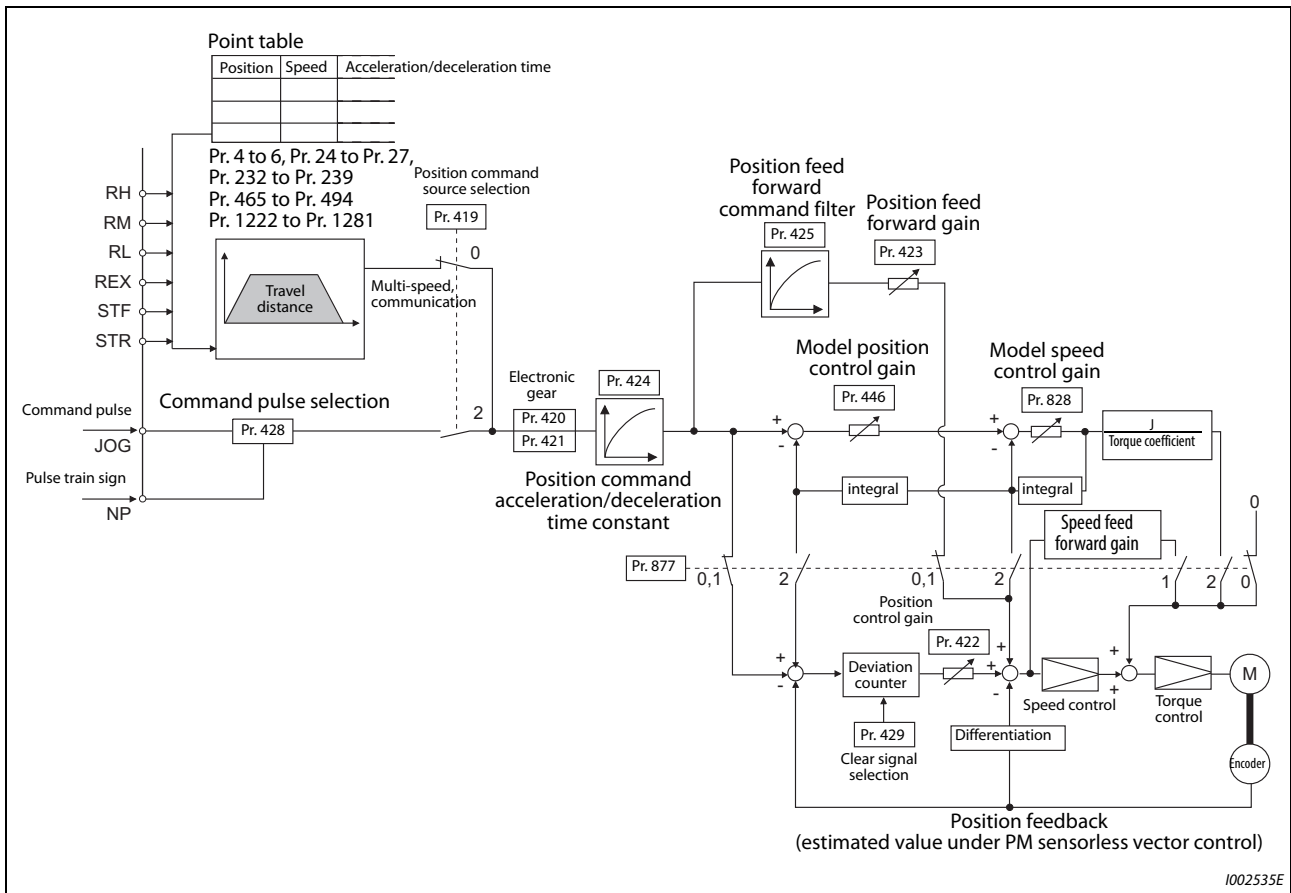 Point table
Position Speed Acceleration/deceleration time
Pr. 4 to 6, Pr. 24 to Pr. 27,
Pr. 232 to Pr. 239
Pr. 465 to Pr. 494
Pr. 1222 to Pr. 1281
RH
RM
RL
REX
STF
STR
Travel
distance
Position command
source selection
Pr. 419
0
Multi-speed,
communication
Command pulse
JOG
Pulse train sign
NP
Command pulse selection
Pr. 428
2
Electronic
gear
Pr. 420
Pr. 421
Pr. 424
Position command
acceleration/deceleration
time constant
Position feed
forward
command filter
Pr. 425
Position feed
forward gain
Pr. 423
Model position
control gain
Pr. 446
Model speed
control gain
Pr. 828
J
Torque coefficient
+
-
+
-
integral
integral
Speed feed
forward gain
0
Pr. 877
0,1
2
0,1
2
1
2
0
Position
control gain
Pr. 422
+
-
Deviation
counter
Pr. 429
Clear signal
selection
+
+
-
Differentiation
Speed control
+
+
Torque
control
M
Encoder
Position feedback
(estimated value under PM sensorless vector control)
I002535E